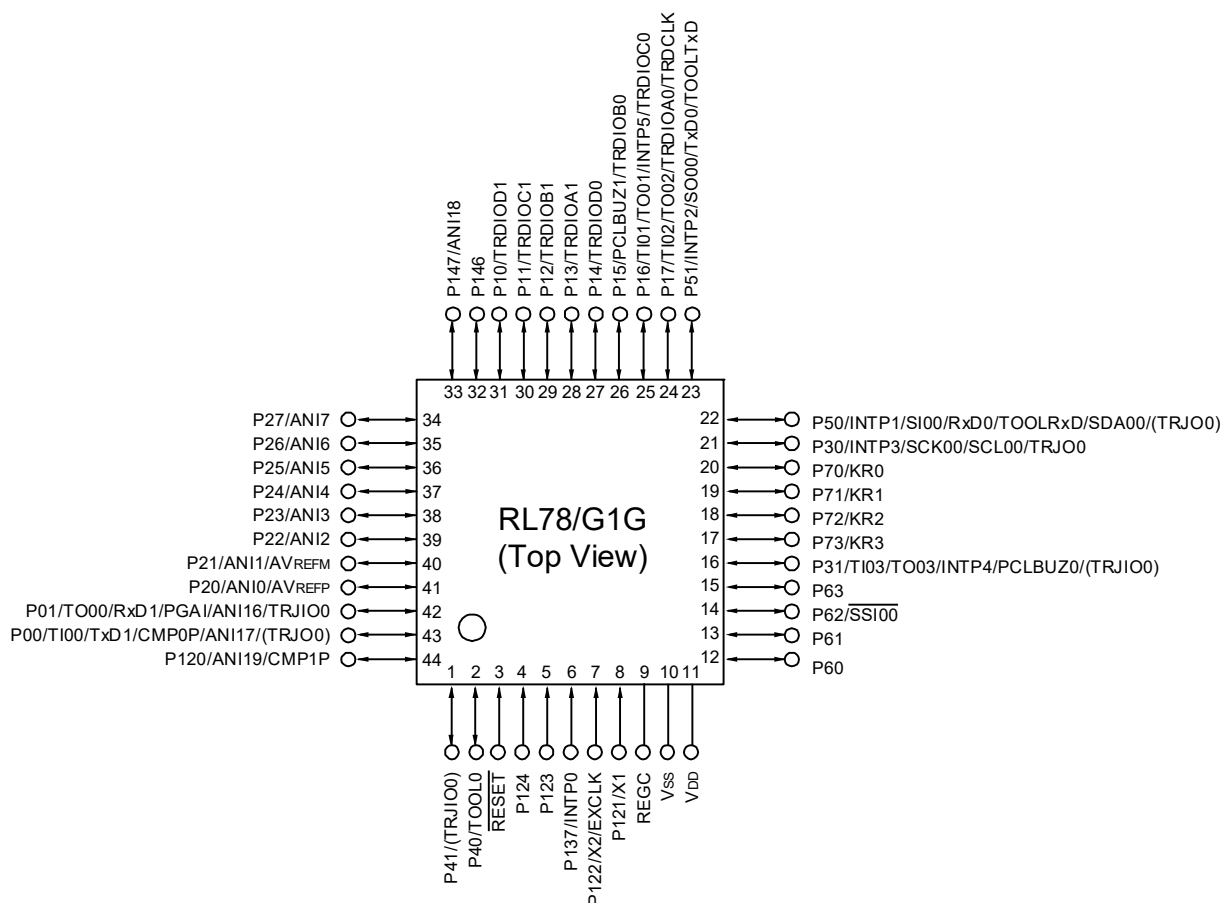 P147/ANI18
P146
P10/TRDIOD1
P11/TRDIOC1
P12/TRDIOB1
P13/TRDIOA1
P14/TRDIOD0
P15/PCLBUZ1/TRDIOB0
P16/TI01/TO01/INTP5/TRDIOC0
P17/TI02/TO02/TRDIOA0/TRDCLK
P51/INTP2/SO00/TxD0/TOOLTxD
33 32 31 30 29 28 27 26 25 24 23
P27/ANI7 34
P26/ANI6 35
P25/ANI5 36
P24/ANI4 37
P23/ANI3 38
P22/ANI2 39
P21/ANI1/AVREFM 40
P20/ANI0/AVREFP 41
P01/TO00/RxD1/PGAI/ANI16/TRJIO0 42
P00/TI00/TxD1/CMP0P/ANI17/(TRJO0) 43
P120/ANI19/CMP1P 44
RL78/G1G
(Top View)
22 P50/INTP1/SI00/RxD0/TOOLRxD/SDA00/(TRJO0)
21 P30/INTP3/SCK00/SCL00/TRJO0
20 P70/KR0
19 P71/KR1
18 P72/KR2
17 P73/KR3
16 P31/TI03/TO03/INTP4/PCLBUZ0/(TRJIO0)
15 P63
14 P62/SSI00
13 P61
12 P60
1 2 3 4 5 6 7 8 9 10 11
P41/(TRJIO0)
P40/TOOL0
RESET
P124
P123
P137/INTP0
P122/X2/EXCLK
P121/X1
REGC
VSS
VDD